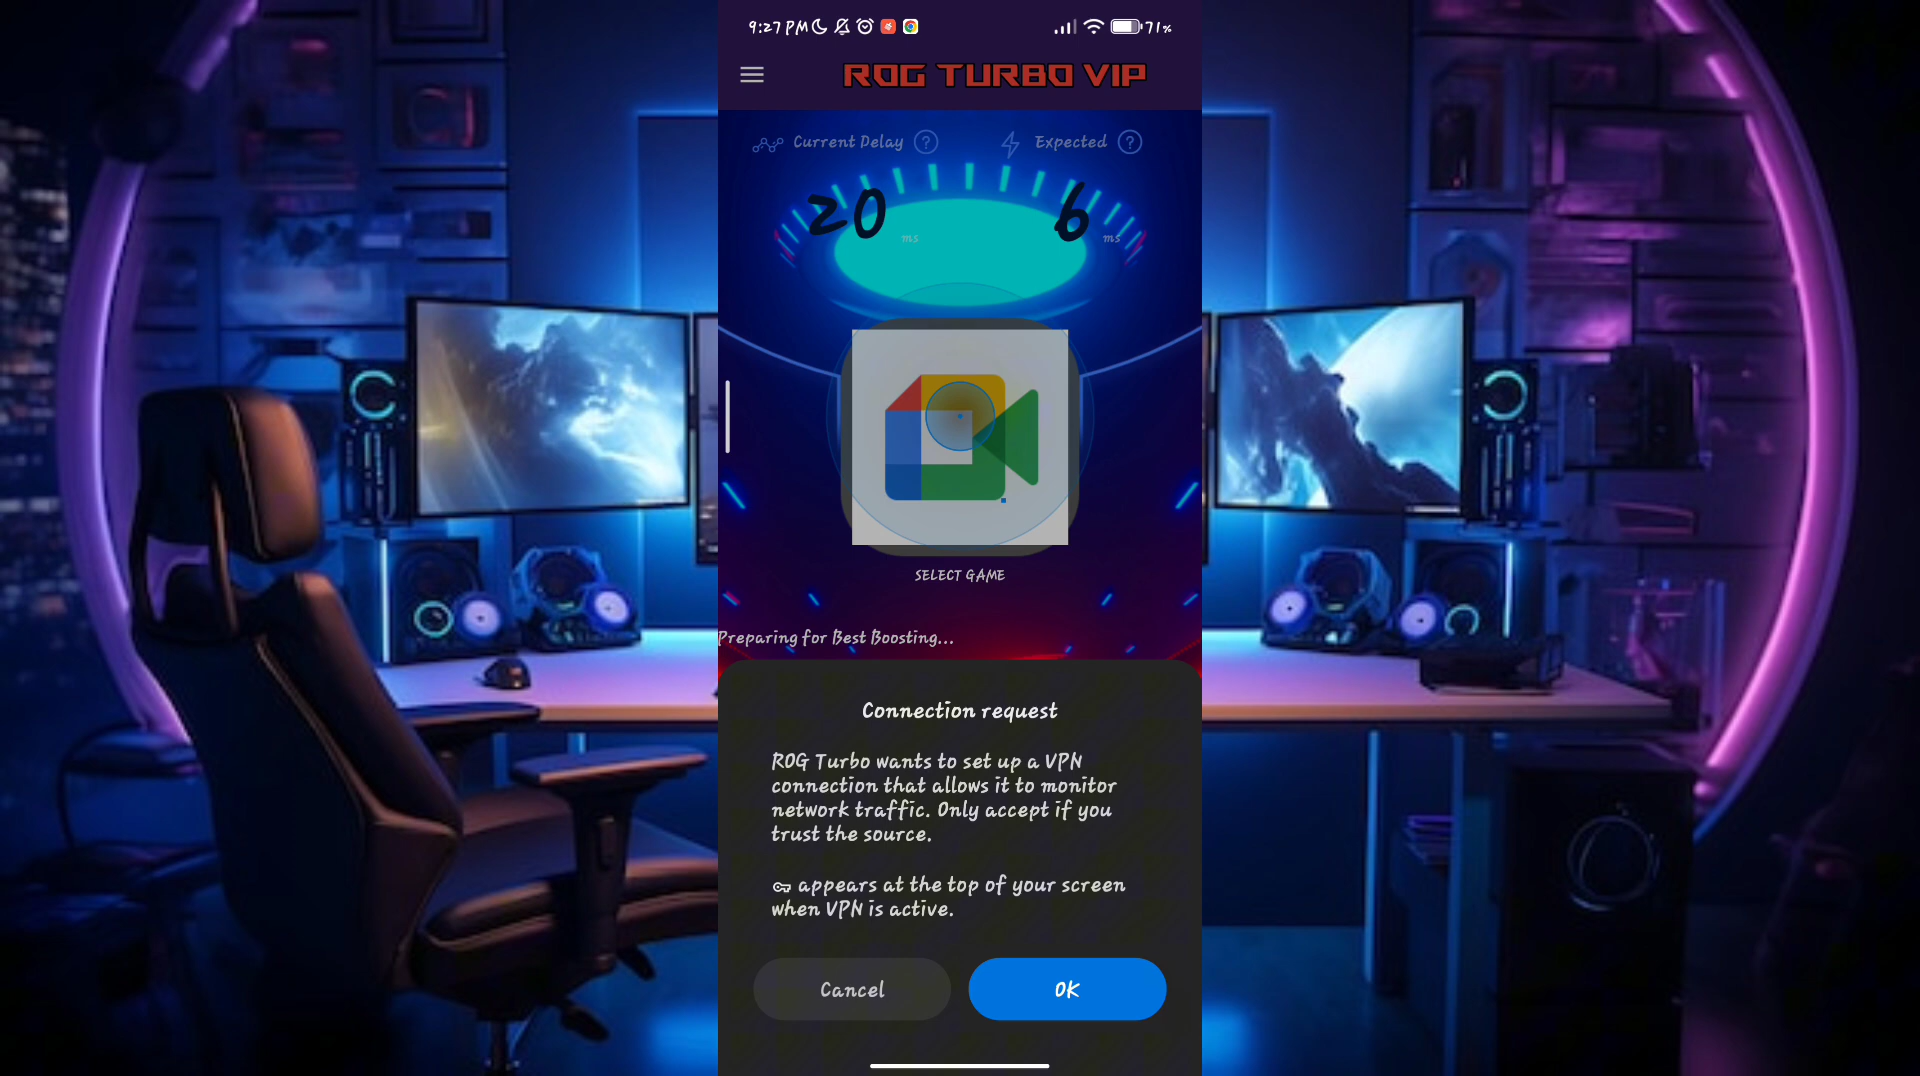 9:27 PM 71%
ROG TURBO VIP
Current Delay ? Expected ?
20 ms 6 ms
SELECT GAME
Preparing for Best Boosting...
Connection request
ROG Turbo wants to set up a VPN
connection that allows it to monitor
network traffic. Only accept if you
trust the source.
appears at the top of your screen
when VPN is active.
Cancel OK